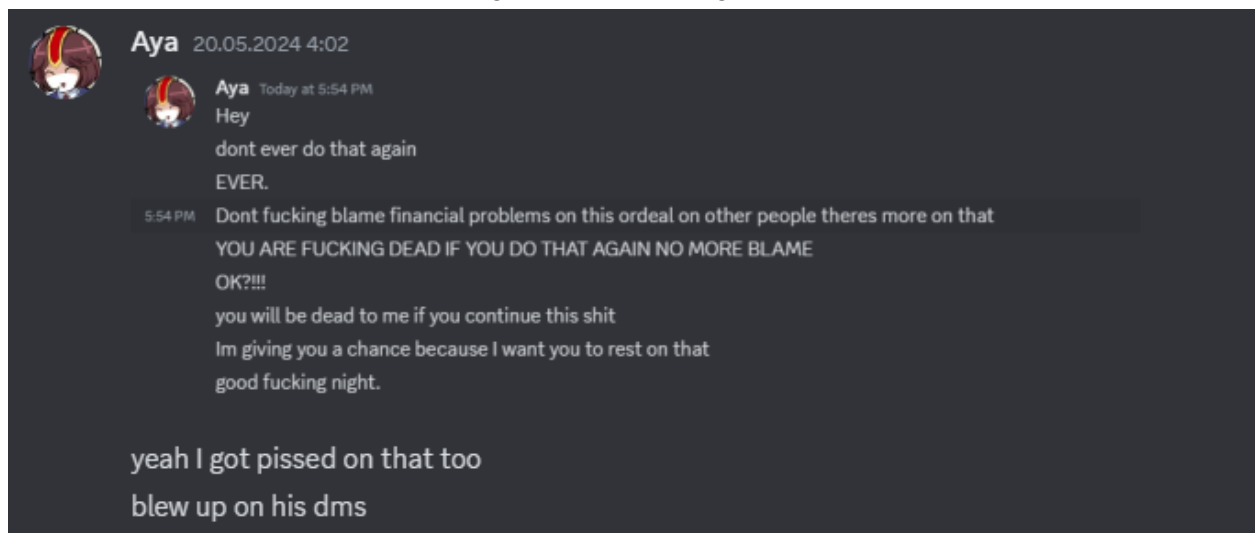 Aya 20.05.2024 4:02
Aya Today at 5:54 PM
Hey
dont ever do that again
EVER.
5:54 PM Dont fucking blame financial problems on this ordeal on other people theres more on that
YOU ARE FUCKING DEAD IF YOU DO THAT AGAIN NO MORE BLAME
OK?!!!
you will be dead to me if you continue this shit
Im giving you a chance because I want you to rest on that
good fucking night.
yeah I got pissed on that too
blew up on his dms